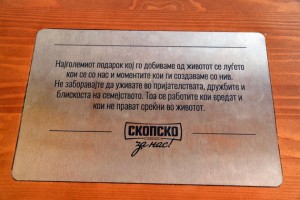 Најголемиот подарок кој го добиваме од животот се луѓето
кои се со нас и моментите кои ги создаваме со нив.
Не заборавајте да уживате во пријателствата, дружбите и
блискоста на семејството. Тоа се работите кои вредат и
кои не прават среќни во животот.
СКОПСКО
за нас!